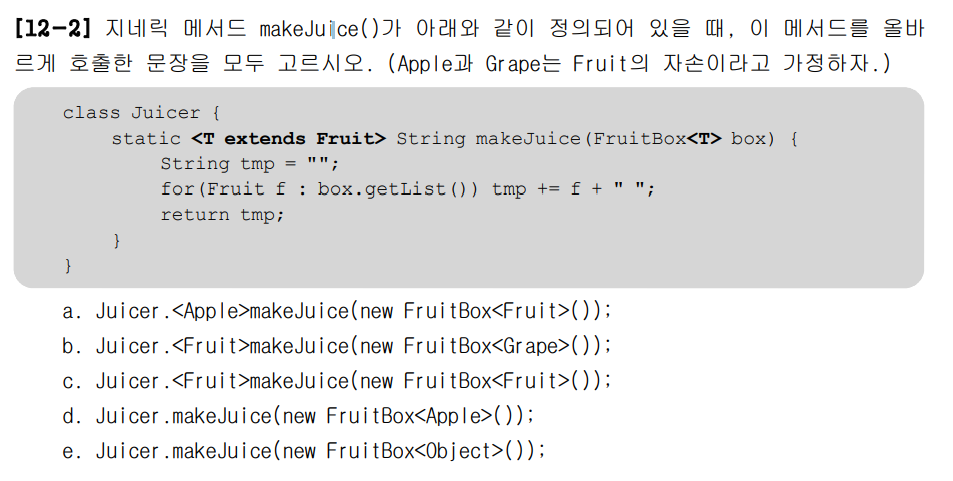 [12-2] 지네릭 메서드 makeJuice()가 아래와 같이 정의되어 있을 때, 이 메서드를 올바
르게 호출한 문장을 모두 고르시오. (Apple과 Grape는 Fruit의 자손이라고 가정하자.)
class Juicer {
static <T extends Fruit> String makeJuice(FruitBox<T> box) {
String tmp = "";
for(Fruit f : box.getList()) tmp += f + " ";
return tmp;
}
}
a. Juicer.<Apple>makeJuice(new FruitBox<Fruit>());
b. Juicer.<Fruit>makeJuice(new FruitBox<Grape>());
c. Juicer.<Fruit>makeJuice(new FruitBox<Fruit>());
d. Juicer.makeJuice(new FruitBox<Apple>());
e. Juicer.makeJuice(new FruitBox<Object>());